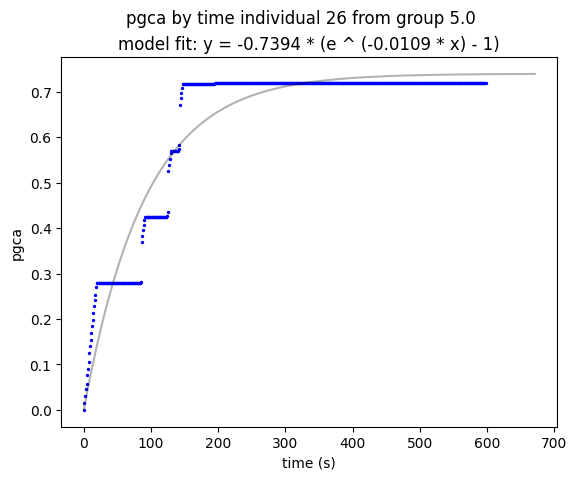 pgca by time individual 26 from group 5.0
model fit: y = -0.7394 * (e ^ (-0.0109 * x) - 1)
0.7
0.6
0.5
0.4
0.3
0.2
0.1
0.0
pgca
0 100 200 300 400 500 600 700
time (s)